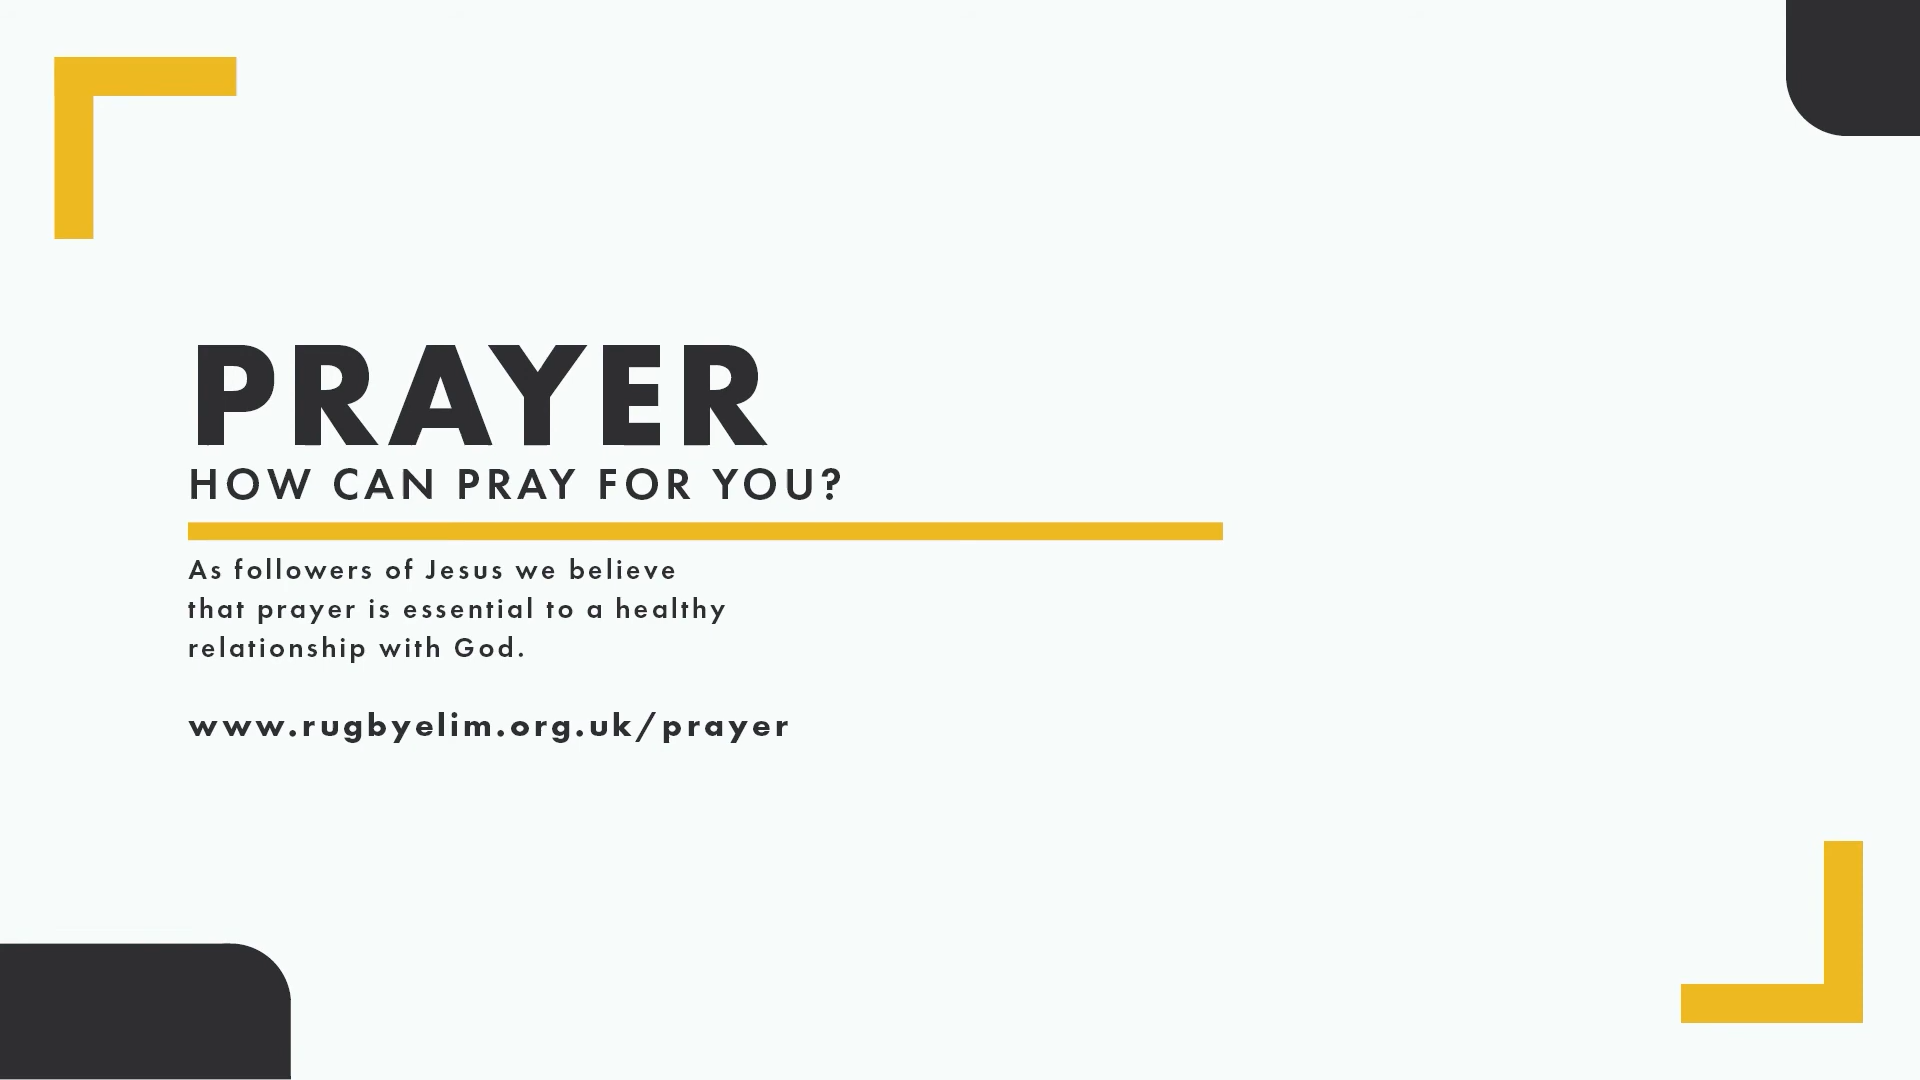 PRAYER
HOW CAN PRAY FOR YOU?
As followers of Jesus we believe
that prayer is essential to a healthy
relationship with God.
www.rugbyelim.org.uk/prayer